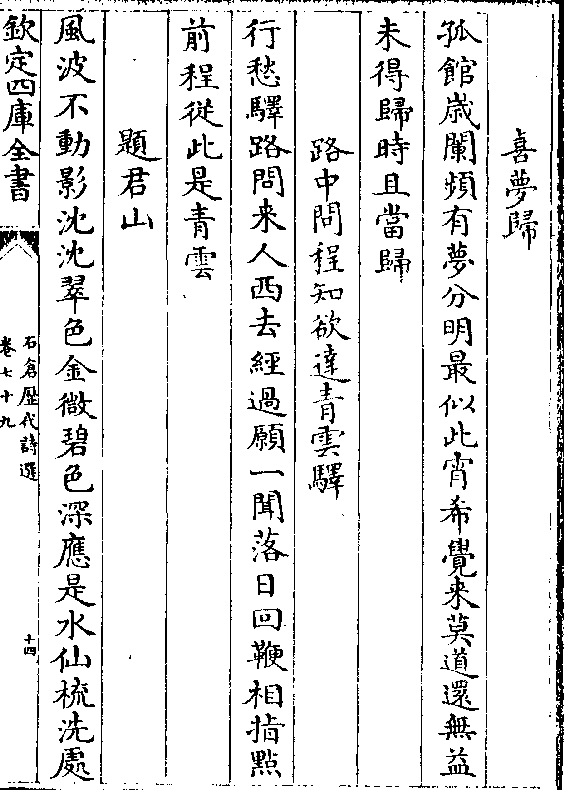 喜夢歸
孤館歲闌頻有夢分明最似此宵希覺来莫道還無益
未得歸時且當歸
路中問程知欲達青雲驛
行愁驛路問来人西去經過願一聞落日回鞭相指點
前程從此是青雲
題君山
風波不動影沈沈翠色金微碧色深應是水仙梳洗處
欽定四庫全書
石倉歷代詩選
卷七十九
十四